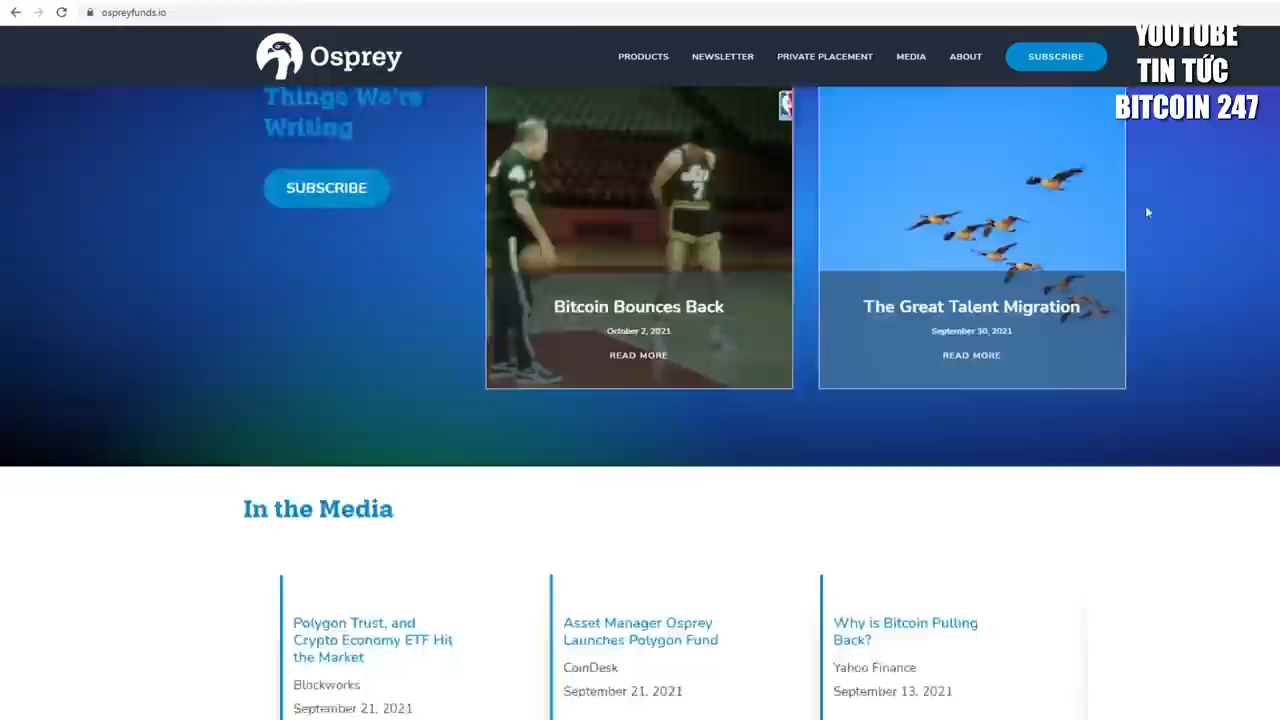 ospreyfunds.io
Osprey
PRODUCTS
NEWSLETTER
PRIVATE PLACEMENT
MEDIA
ABOUT
SUBSCRIBE
YOUTUBE
TIN TỨC
BITCOIN 247
Things We're
Writing
SUBSCRIBE
7
Bitcoin Bounces Back
October 2, 2021
READ MORE
The Great Talent Migration
September 30, 2021
READ MORE
In the Media
Polygon Trust, and
Crypto Economy ETF Hit
the Market
Blockworks
September 21, 2021
Asset Manager Osprey
Launches Polygon Fund
CoinDesk
September 21, 2021
Why is Bitcoin Pulling
Back?
Yahoo Finance
September 13, 2021